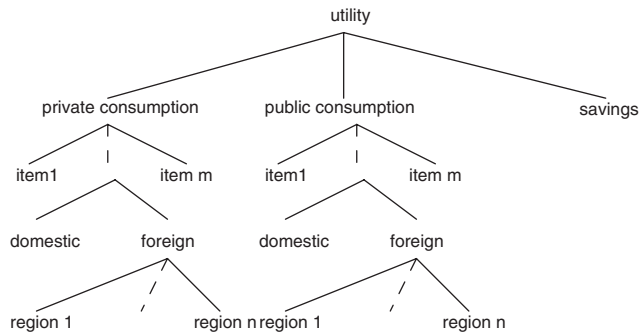 utility
private consumption public consumption savings
item1 item m item1 item m
domestic foreign domestic foreign
region 1 region n region 1 region n